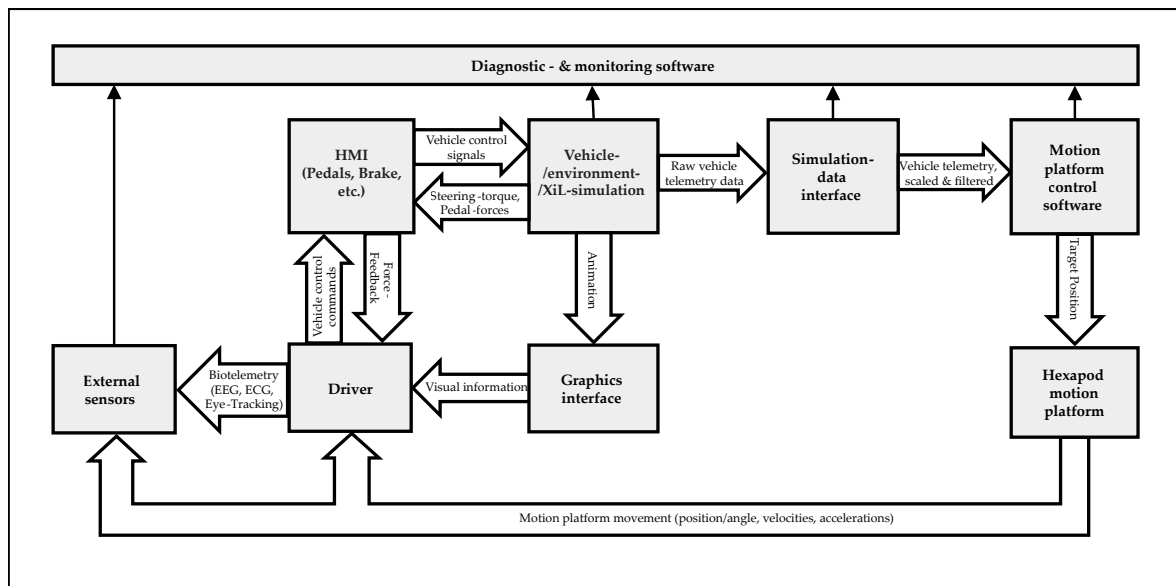 Diagnostic - & monitoring software
HMI
(Pedals, Brake,
etc.)
Vehicle control
signals
Steering -torque,
Pedal -forces
Vehicle-
/environment-
/XiL-simulation
Raw vehicle
telemetry data
Simulation-
data
interface
Vehicle telemetry,
scaled & filtered
Motion
platform
control
software
Vehicle control
commands
Force -
Feedback
Animation
Target Position
External
sensors
Biotelemetry
(EEG, ECG,
Eye -Tracking)
Driver
Visual information
Graphics
interface
Hexapod
motion
platform
Motion platform movement (position/angle, velocities, accelerations)